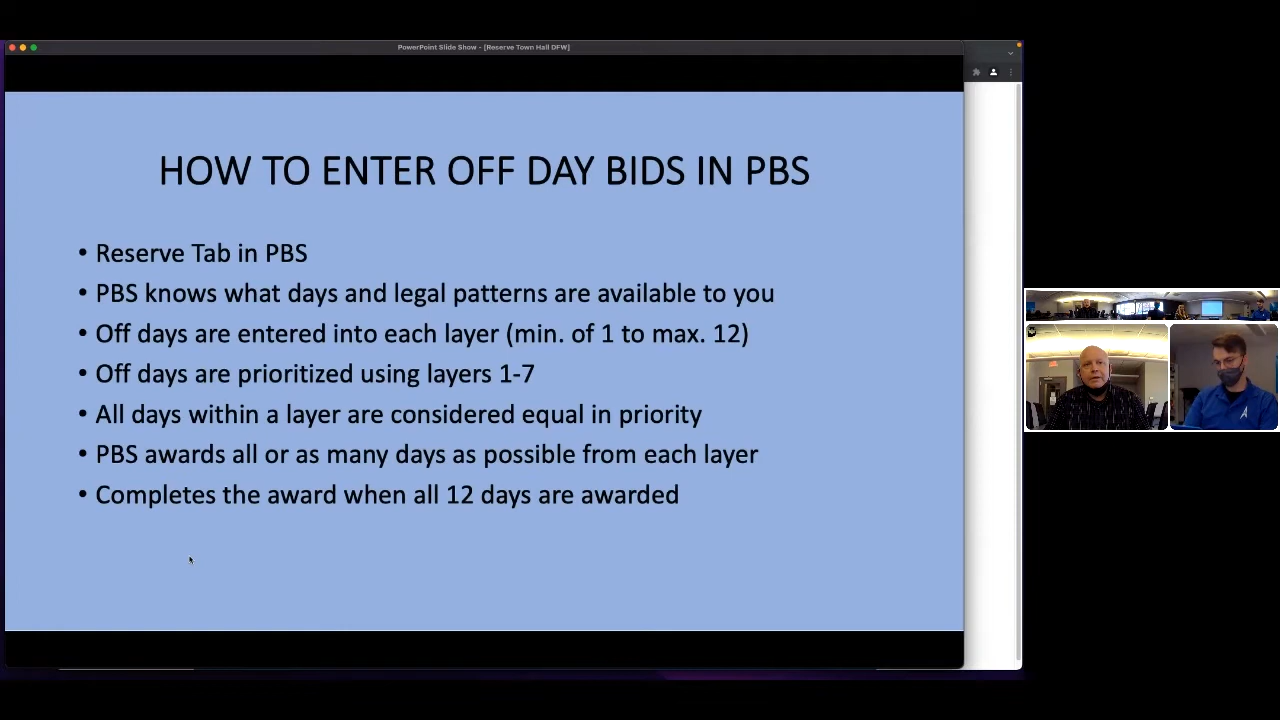 PowerPoint Slide Show - [Reserve Town Hall DFW]
HOW TO ENTER OFF DAY BIDS IN PBS
• Reserve Tab in PBS
• PBS knows what days and legal patterns are available to you
• Off days are entered into each layer (min. of 1 to max. 12)
• Off days are prioritized using layers 1-7
• All days within a layer are considered equal in priority
• PBS awards all or as many days as possible from each layer
• Completes the award when all 12 days are awarded